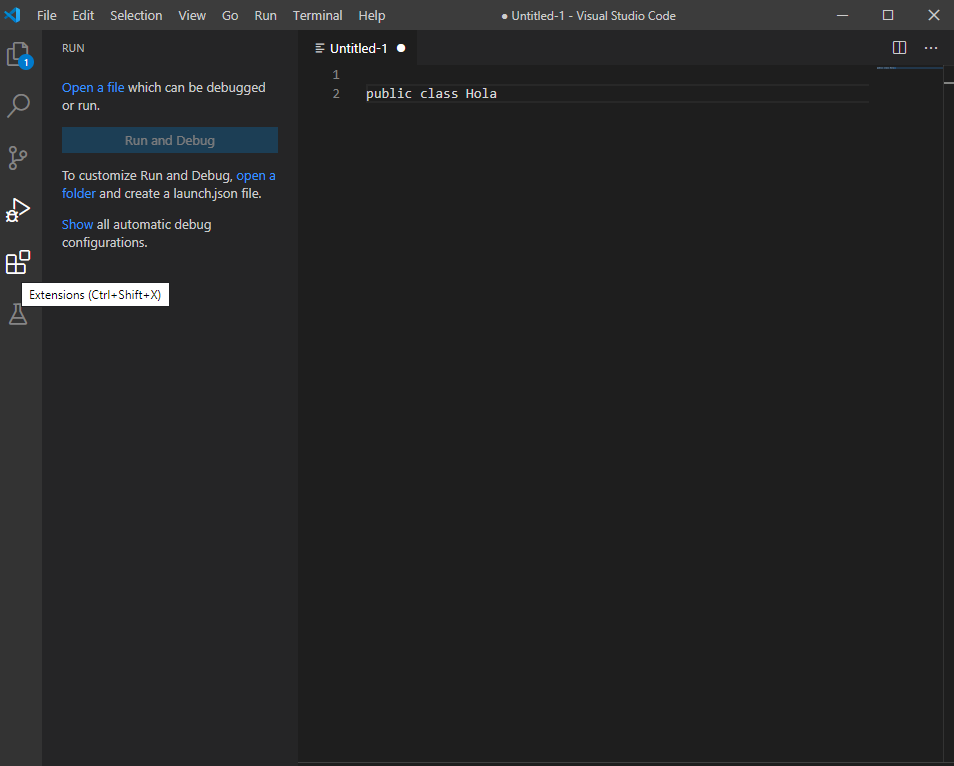 File Edit Selection View Go Run Terminal Help ● Untitled-1 - Visual Studio Code
RUN
Untitled-1 ●
1
Open a file which can be debugged
or run.
Run and Debug
To customize Run and Debug, open a
folder and create a launch.json file.
Show all automatic debug
configurations.
Extensions (Ctrl+Shift+X)
1
2 public class Hola